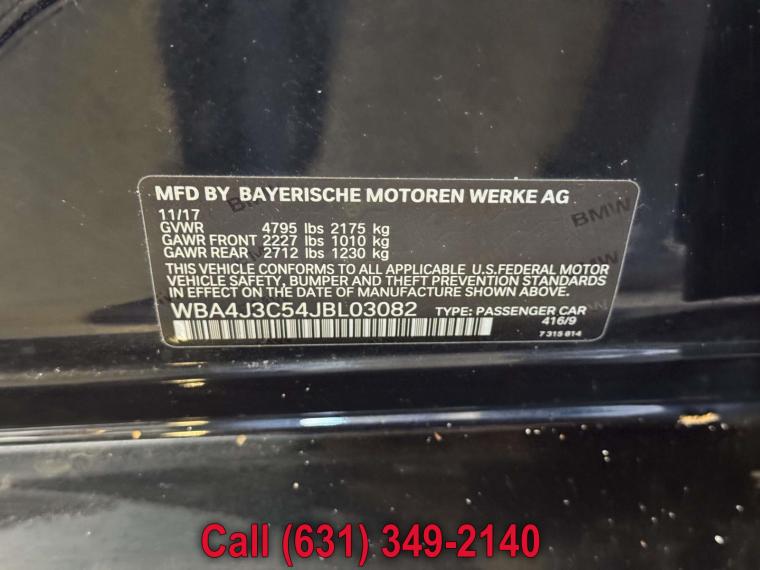 MFD BY BAYERISCHE MOTOREN WERKE AG
11/17
GVWR 4795 lbs 2175 kg
GAWR FRONT 2227 lbs 1010 kg
GAWR REAR 2712 lbs 1230 kg
THIS VEHICLE CONFORMS TO ALL APPLICABLE U.S.FEDERAL MOTOR
VEHICLE SAFETY, BUMPER AND THEFT PREVENTION STANDARDS
IN EFFECT ON THE DATE OF MANUFACTURE SHOWN ABOVE.
WBA4J3C54JBL03082 TYPE: PASSENGER CAR
416/9
7 315 814
BMW
Call (631) 349-2140